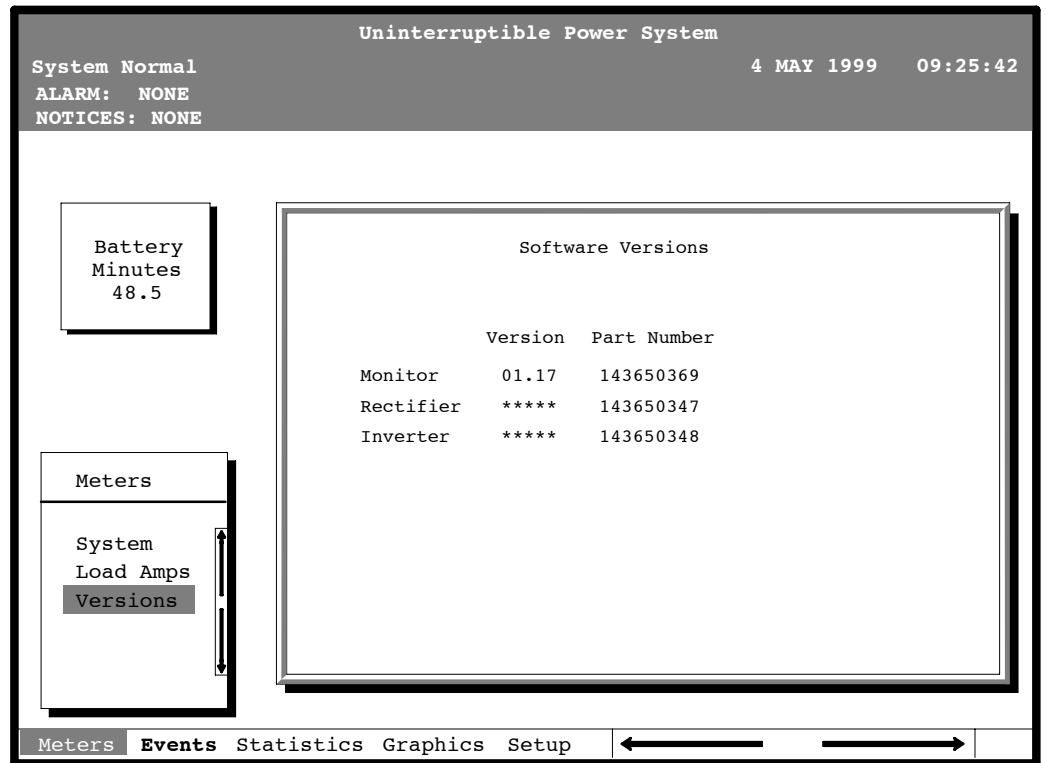 Uninterruptible Power System
System Normal 4 MAY 1999 09:25:42
ALARM: NONE
NOTICES: NONE
Battery
Minutes
48.5
Software Versions
Version Part Number
Monitor 01.17 143650369
Rectifier ***** 143650347
Inverter ***** 143650348
Meters
System
Load Amps
Versions
Meters Events Statistics Graphics Setup